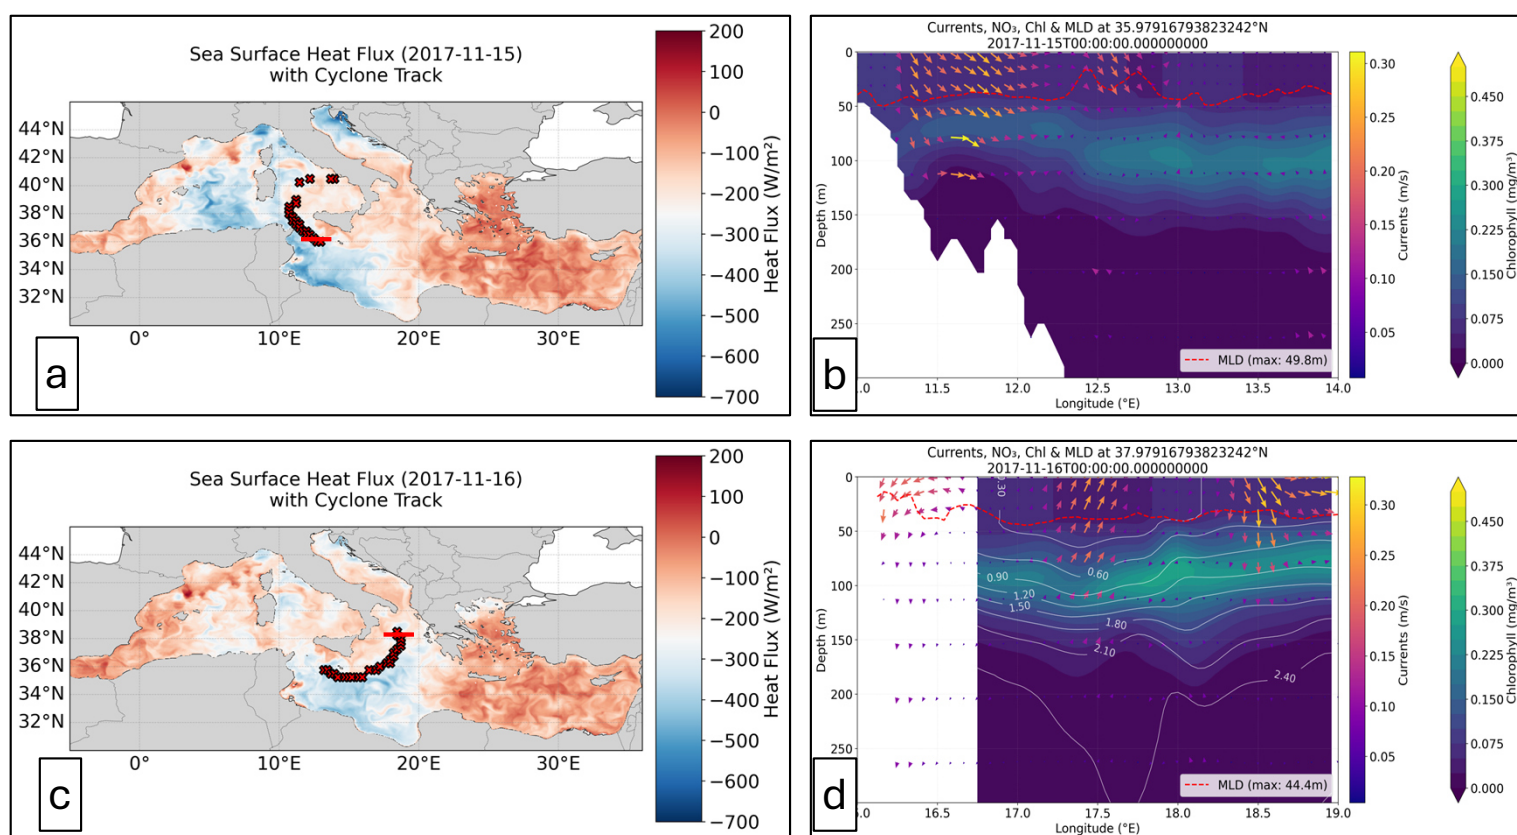 Sea Surface Heat Flux (2017-11-15)
with Cyclone Track
44°N
42°N
40°N
38°N
36°N
34°N
32°N
0°
10°E
20°E
30°E
200
100
0
−100
−200
−300
−400
−500
−600
−700
Heat Flux (W/m²)
a
Currents, NO₃, Chl & MLD at 35.97916793823242°N
2017-11-15T00:00:00.000000000
0
50
100
150
200
250
Depth (m)
.0
11.5
12.0
12.5
13.0
13.5
14.0
Longitude (°E)
MLD (max: 49.8m)
0.30
0.25
0.20
0.15
0.10
0.05
Currents (m/s)
0.450
0.375
0.300
0.225
0.150
0.075
0.000
Chlorophyll (mg/m³)
b
Sea Surface Heat Flux (2017-11-16)
with Cyclone Track
44°N
42°N
40°N
38°N
36°N
34°N
32°N
0°
10°E
20°E
30°E
200
100
0
−100
−200
−300
−400
−500
−600
−700
Heat Flux (W/m²)
c
Currents, NO₃, Chl & MLD at 37.97916793823242°N
2017-11-16T00:00:00.000000000
0
50
100
150
200
250
Depth (m)
0.30
0.60
0.90
1.20
1.50
1.80
2.10
2.40
.0
16.5
17.0
17.5
18.0
18.5
19.0
Longitude (°E)
MLD (max: 44.4m)
0.30
0.25
0.20
0.15
0.10
0.05
Currents (m/s)
0.450
0.375
0.300
0.225
0.150
0.075
0.000
Chlorophyll (mg/m³)
d